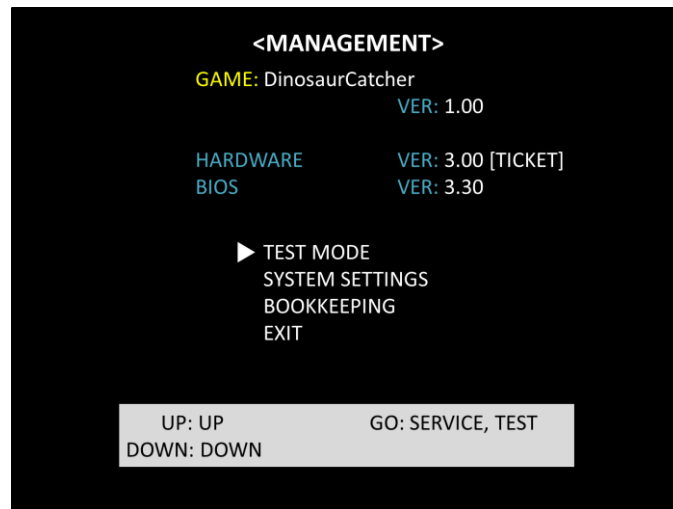 <MANAGEMENT>
GAME: DinosaurCatcher
VER: 1.00
HARDWARE VER: 3.00 [TICKET]
BIOS VER: 3.30
TEST MODE
SYSTEM SETTINGS
BOOKKEEPING
EXIT
UP: UP GO: SERVICE, TEST
DOWN: DOWN